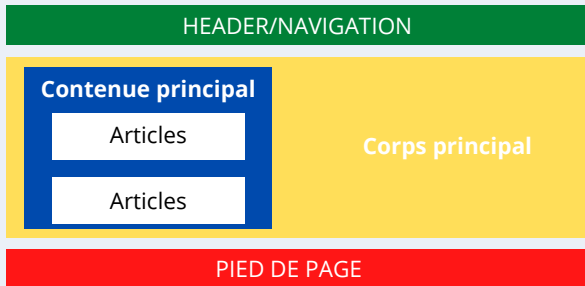 HEADER/NAVIGATION
Contenue principal
Articles
Corps principal
Articles
PIED DE PAGE